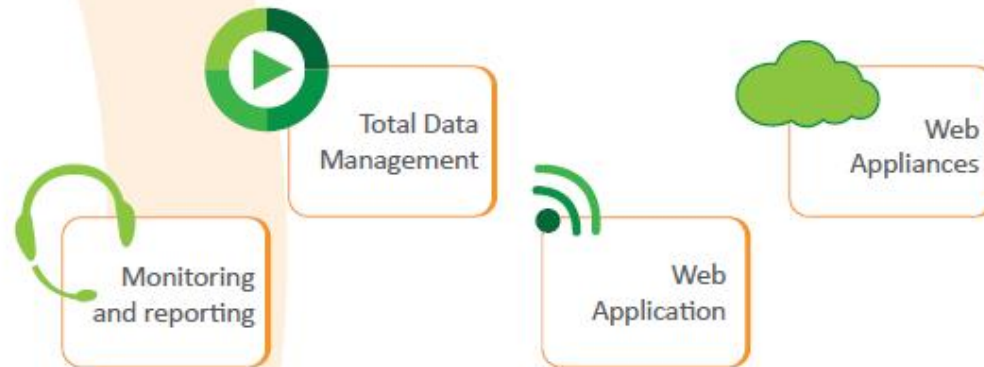 Total Data
Management
Web
Appliances
Monitoring
and reporting
Web
Application